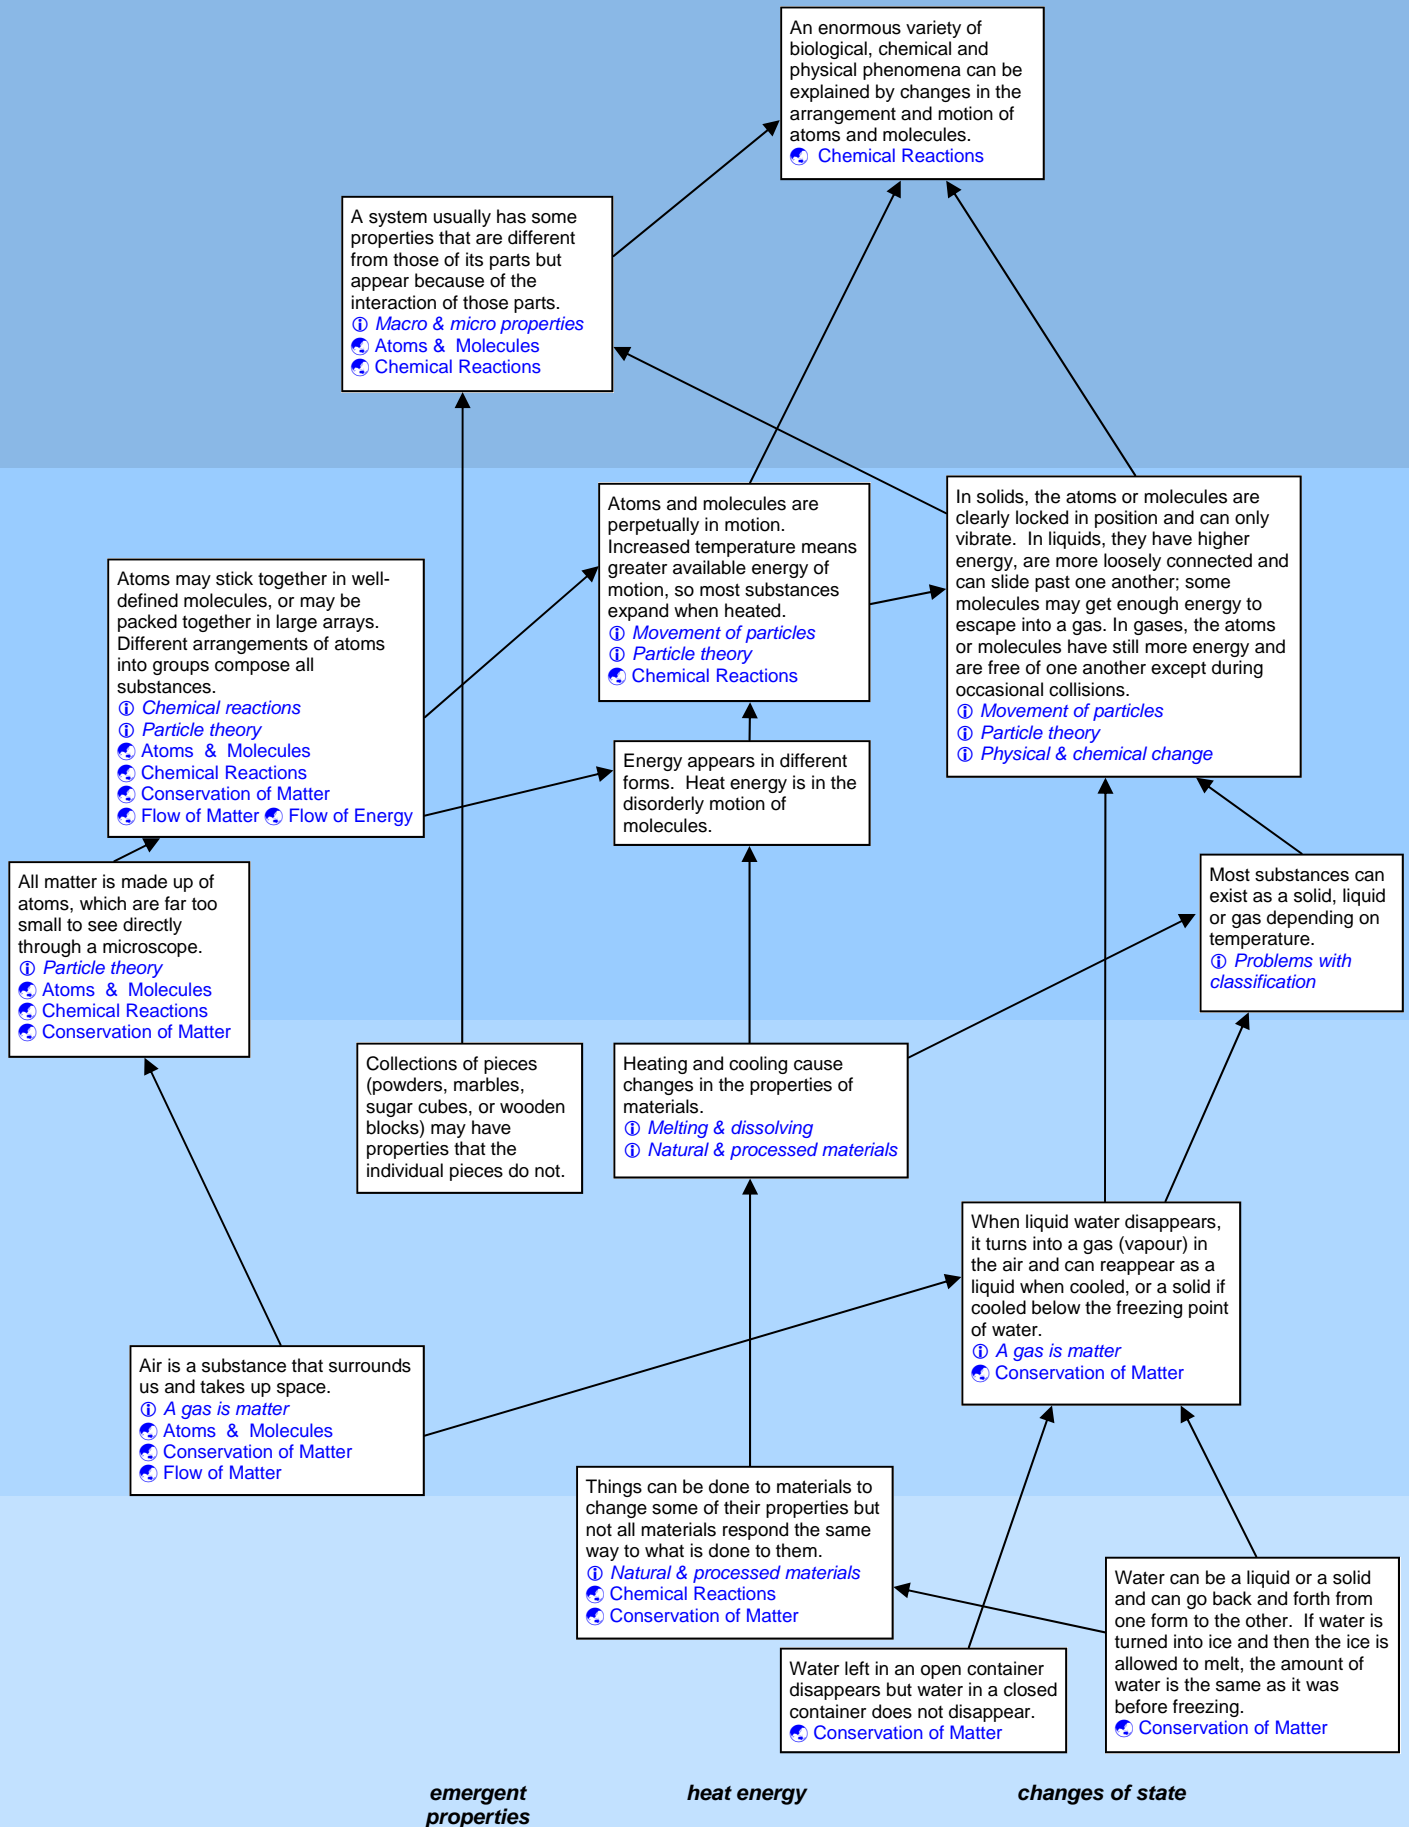 An enormous variety of
biological, chemical and
physical phenomena can be
explained by changes in the
arrangement and motion of
atoms and molecules.
Chemical Reactions
A system usually has some
properties that are different
from those of its parts but
appear because of the
interaction of those parts.
Macro & micro properties
Atoms & Molecules
Chemical Reactions
Atoms and molecules are
perpetually in motion.
Increased temperature means
greater available energy of
motion, so most substances
expand when heated.
Movement of particles
Particle theory
Chemical Reactions
In solids, the atoms or molecules are
clearly locked in position and can only
vibrate. In liquids, they have higher
energy, are more loosely connected and
can slide past one another; some
molecules may get enough energy to
escape into a gas. In gases, the atoms
or molecules have still more energy and
are free of one another except during
occasional collisions.
Movement of particles
Particle theory
Physical & chemical change
Atoms may stick together in well-
defined molecules, or may be
packed together in large arrays.
Different arrangements of atoms
into groups compose all
substances.
Chemical reactions
Particle theory
Atoms & Molecules
Chemical Reactions
Conservation of Matter
Flow of Matter Flow of Energy
Energy appears in different
forms. Heat energy is in the
disorderly motion of
molecules.
All matter is made up of
atoms, which are far too
small to see directly
through a microscope.
Particle theory
Atoms & Molecules
Chemical Reactions
Conservation of Matter
Most substances can
exist as a solid, liquid
or gas depending on
temperature.
Problems with
classification
Collections of pieces
(powders, marbles,
sugar cubes, or wooden
blocks) may have
properties that the
individual pieces do not.
Heating and cooling cause
changes in the properties of
materials.
Melting & dissolving
Natural & processed materials
When liquid water disappears,
it turns into a gas (vapour) in
the air and can reappear as a
liquid when cooled, or a solid if
cooled below the freezing point
of water.
A gas is matter
Conservation of Matter
Air is a substance that surrounds
us and takes up space.
A gas is matter
Atoms & Molecules
Conservation of Matter
Flow of Matter
Things can be done to materials to
change some of their properties but
not all materials respond the same
way to what is done to them.
Natural & processed materials
Chemical Reactions
Conservation of Matter
Water left in an open container
disappears but water in a closed
container does not disappear.
Conservation of Matter
Water can be a liquid or a solid
and can go back and forth from
one form to the other. If water is
turned into ice and then the ice is
allowed to melt, the amount of
water is the same as it was
before freezing.
Conservation of Matter
emergent
properties
heat energy
changes of state